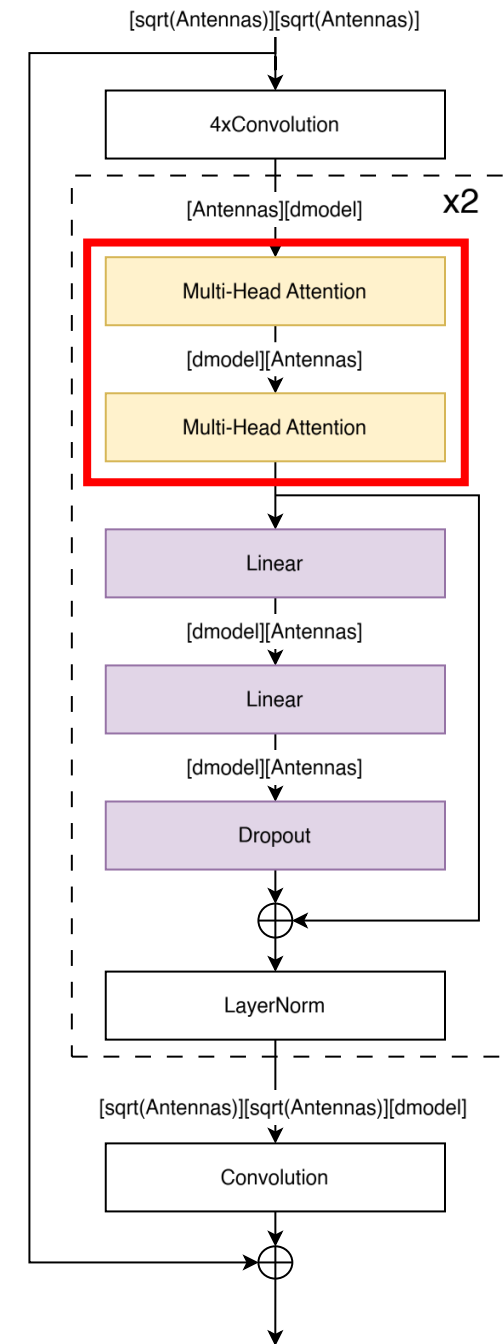 [sqrt(Antennas)][sqrt(Antennas)]
4xConvolution
x2
[Antennas][dmodel]
Multi-Head Attention
[dmodel][Antennas]
Multi-Head Attention
Linear
[dmodel][Antennas]
Linear
[dmodel][Antennas]
Dropout
LayerNorm
[sqrt(Antennas)][sqrt(Antennas)][dmodel]
Convolution